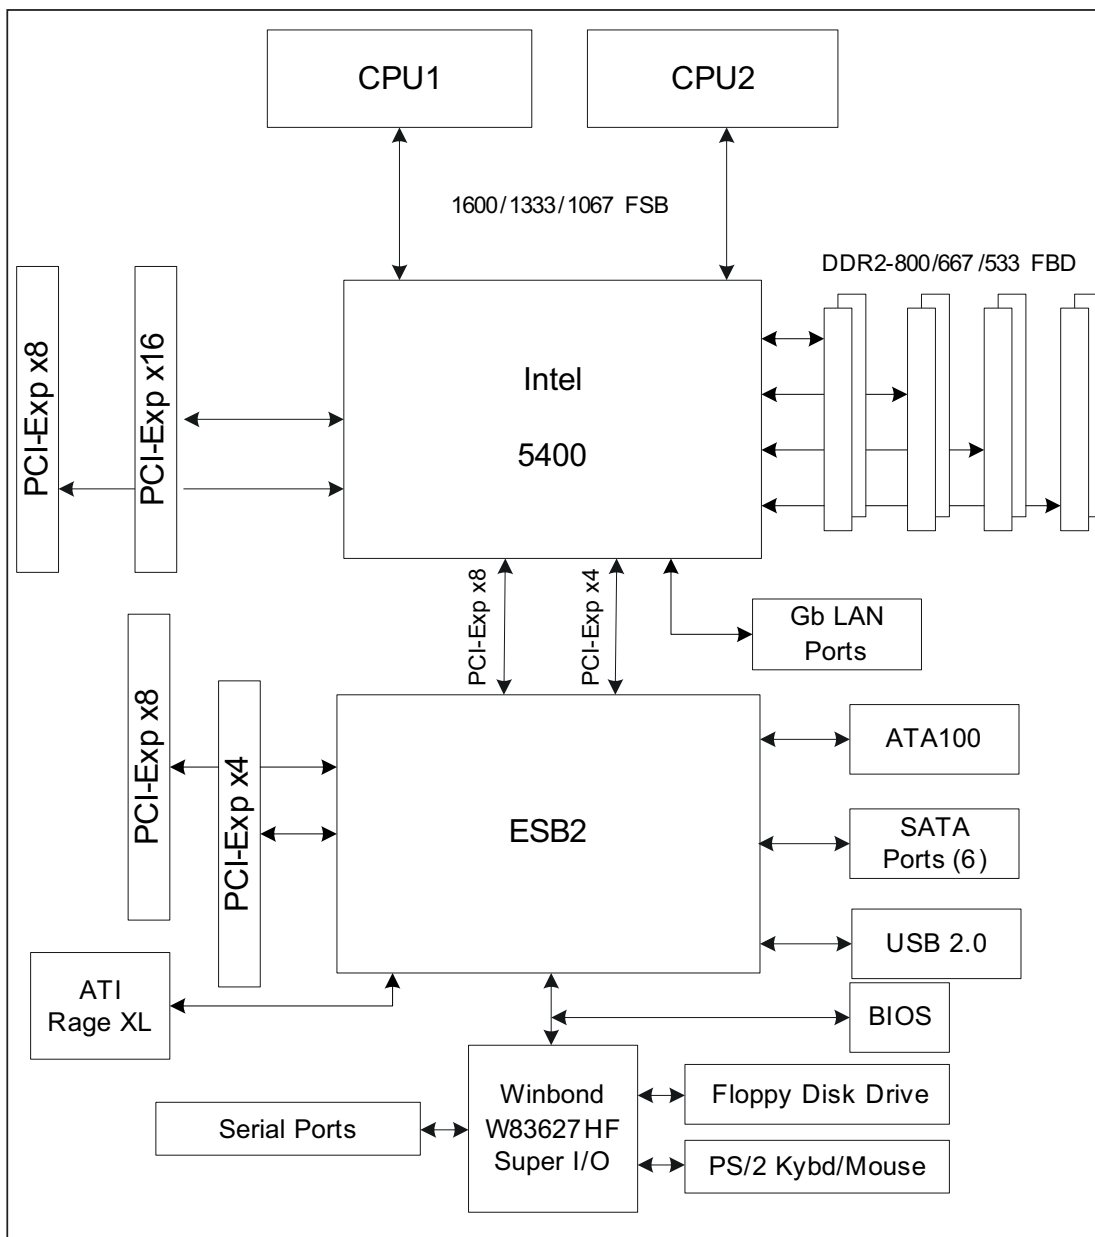 CPU1
CPU2
1600/1333/1067 FSB
DDR2-800/667/533 FBD
PCI-Exp x8
PCI-Exp x16
Intel
5400
PCI-Exp x8
PCI-Exp x4
Gb LAN
Ports
PCI-Exp x8
PCI-Exp x4
ESB2
ATA100
SATA
Ports (6)
USB 2.0
ATI
Rage XL
BIOS
Winbond
W83627HF
Super I/O
Floppy Disk Drive
Serial Ports
PS/2 Kybd/Mouse